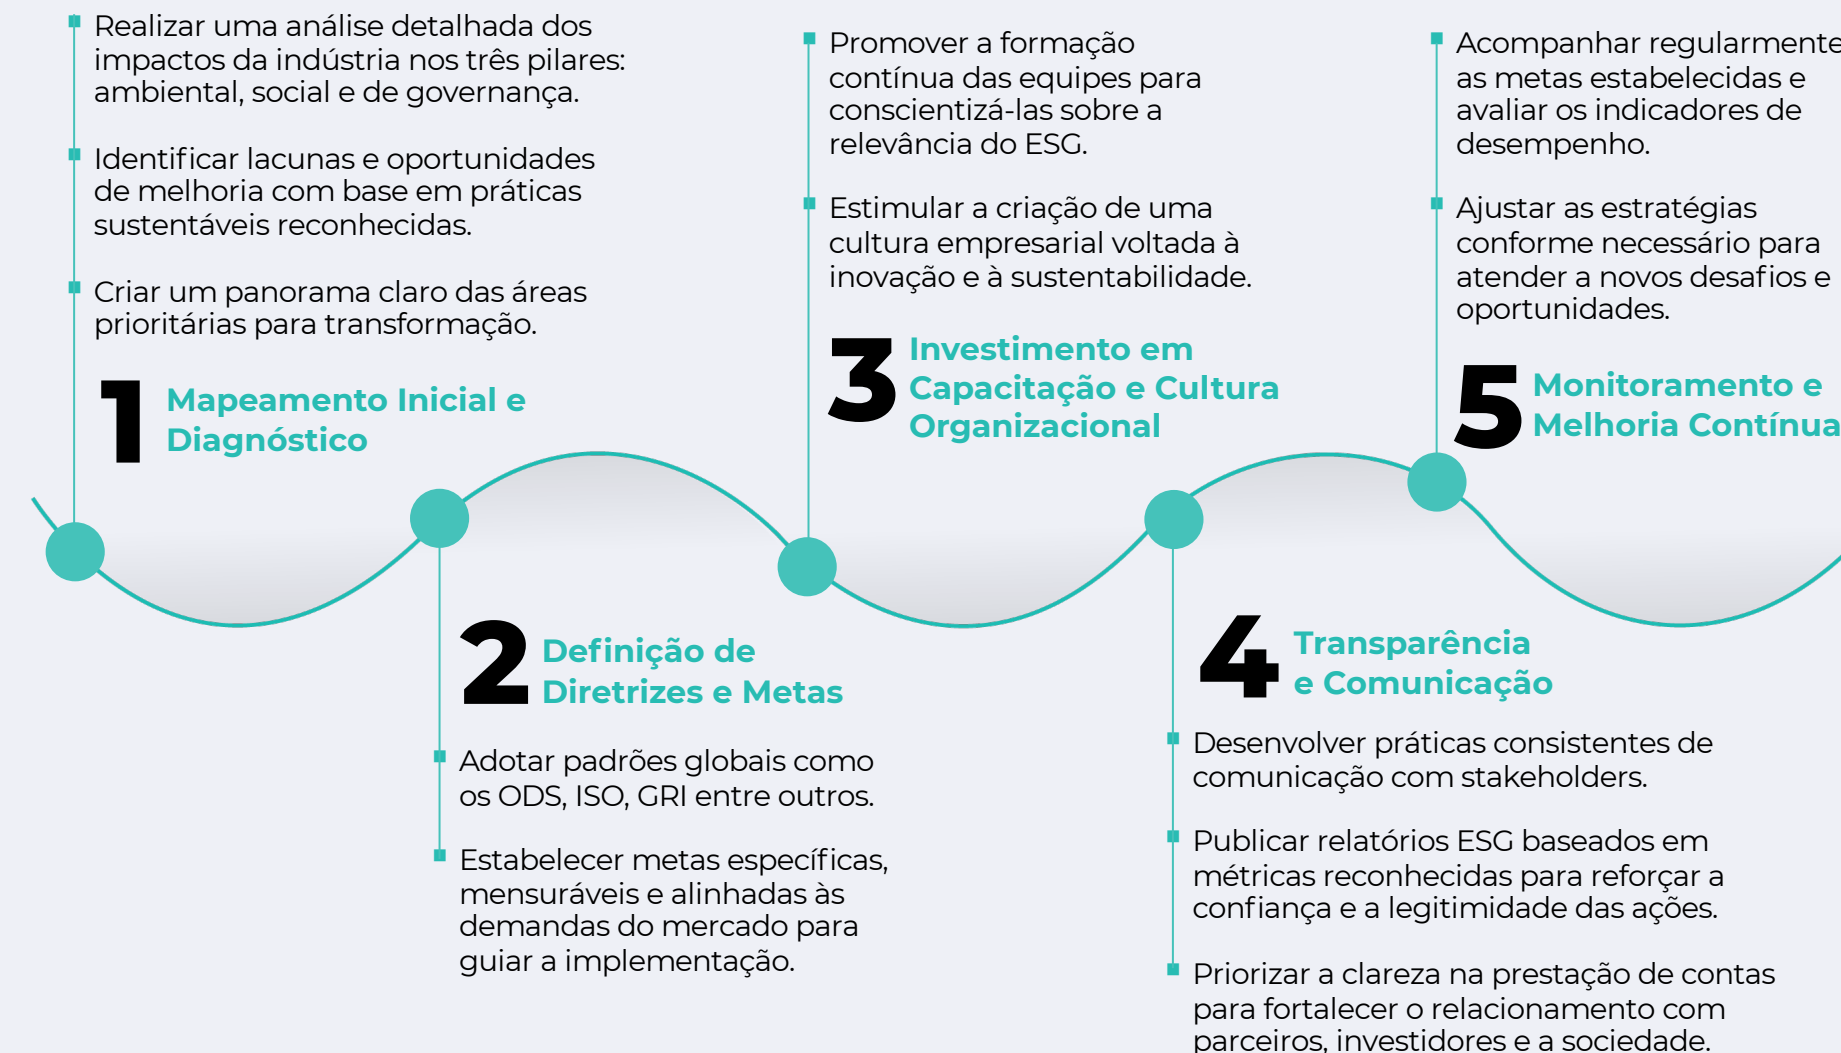 Realizar uma análise detalhada dos
impactos da indústria nos três pilares:
ambiental, social e de governança.
Identificar lacunas e oportunidades
de melhoria com base em práticas
sustentáveis reconhecidas.
Criar um panorama claro das áreas
prioritárias para transformação.
1
Mapeamento Inicial e
Diagnóstico
2
Definição de
Diretrizes e Metas
Adotar padrões globais como
os ODS, ISO, GRI entre outros.
Estabelecer metas específicas,
mensuráveis e alinhadas às
demandas do mercado para
guiar a implementação.
Promover a formação
contínua das equipes para
conscientizá-las sobre a
relevância do ESG.
Estimular a criação de uma
cultura empresarial voltada à
inovação e à sustentabilidade.
3
Investimento em
Capacitação e Cultura
Organizacional
4
Transparência
e Comunicação
Desenvolver práticas consistentes de
comunicação com stakeholders.
Publicar relatórios ESG baseados em
métricas reconhecidas para reforçar a
confiança e a legitimidade das ações.
Priorizar a clareza na prestação de contas
para fortalecer o relacionamento com
parceiros, investidores e a sociedade.
Acompanhar regularmente
as metas estabelecidas e
avaliar os indicadores de
desempenho.
Ajustar as estratégias
conforme necessário para
atender a novos desafios e
oportunidades.
5
Monitoramento e
Melhoria Contínua